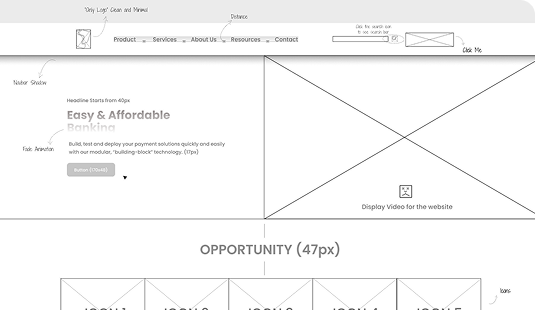 "Only Logo" Clean and Minimal
Distance
Click the search icon
to use search bar
Product
Services
About Us
Resources
Contact
Click Me
Navbar Shadow
Headline Starts from 40px
Easy & Affordable
Banking
Fade Animation
Build, test and deploy your payment solutions quickly and easily
with our modular, "building-block" technology. (17px)
Button (170x48)
Display Video for the website
OPPORTUNITY (47px)
Icons
ICON 1
ICON 2
ICON 3
ICON 4
ICON 5